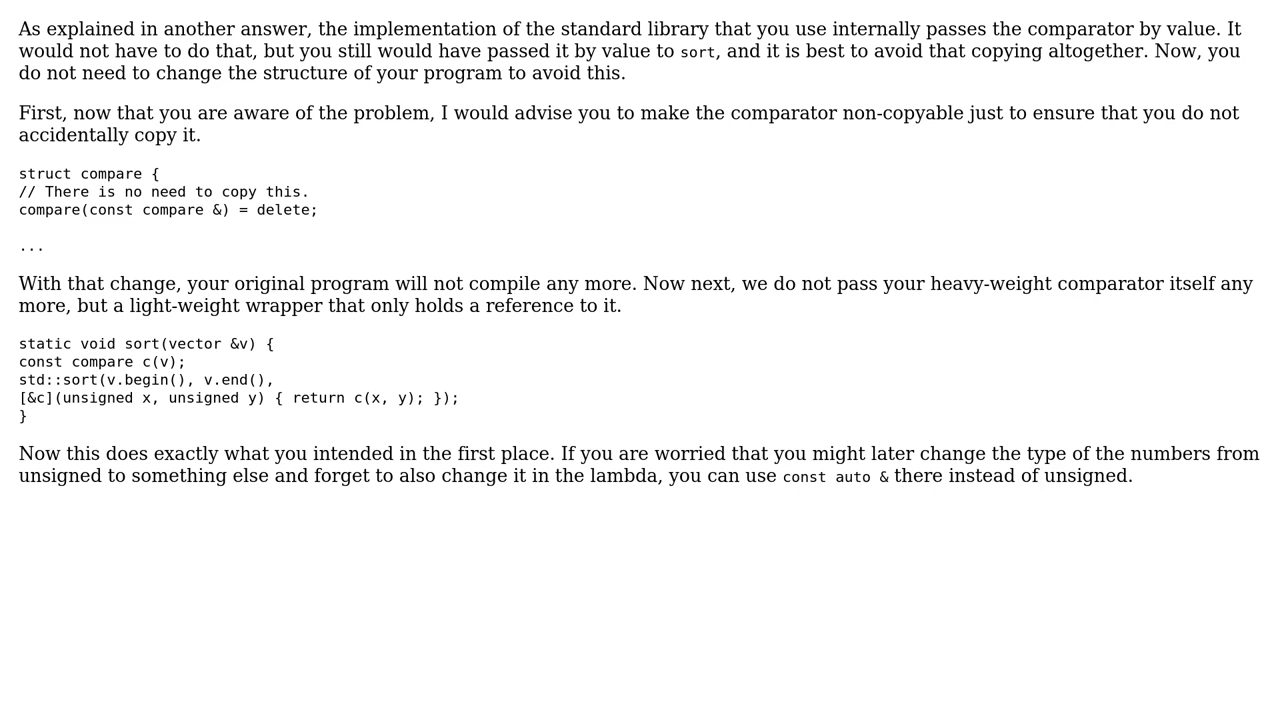 As explained in another answer, the implementation of the standard library that you use internally passes the comparator by value. It
would not have to do that, but you still would have passed it by value to sort, and it is best to avoid that copying altogether. Now, you
do not need to change the structure of your program to avoid this.
First, now that you are aware of the problem, I would advise you to make the comparator non-copyable just to ensure that you do not
accidentally copy it.
struct compare {
// There is no need to copy this.
compare(const compare &) = delete;
...
With that change, your original program will not compile any more. Now next, we do not pass your heavy-weight comparator itself any
more, but a light-weight wrapper that only holds a reference to it.
static void sort(vector &v) {
const compare c(v);
std::sort(v.begin(), v.end(),
[&c](unsigned x, unsigned y) { return c(x, y); });
}
Now this does exactly what you intended in the first place. If you are worried that you might later change the type of the numbers from
unsigned to something else and forget to also change it in the lambda, you can use const auto & there instead of unsigned.